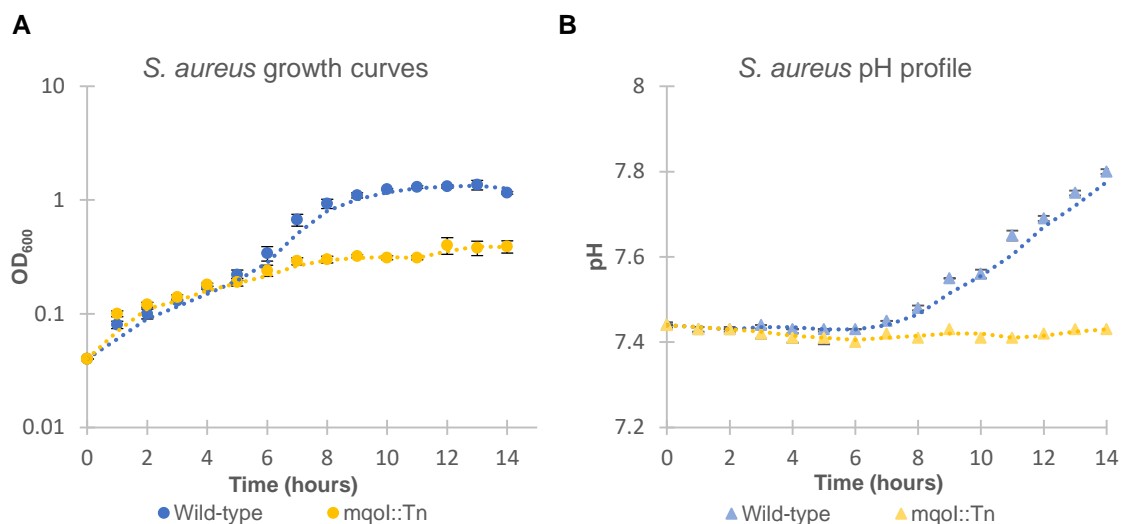 A
S. aureus growth curves
10
1
0.1
0.01
OD600
0 2 4 6 8 10 12 14
Time (hours)
Wild-type mqoI::Tn
B
S. aureus pH profile
8
7.8
7.6
7.4
7.2
pH
0 2 4 6 8 10 12 14
Time (hours)
Wild-type mqoI::Tn